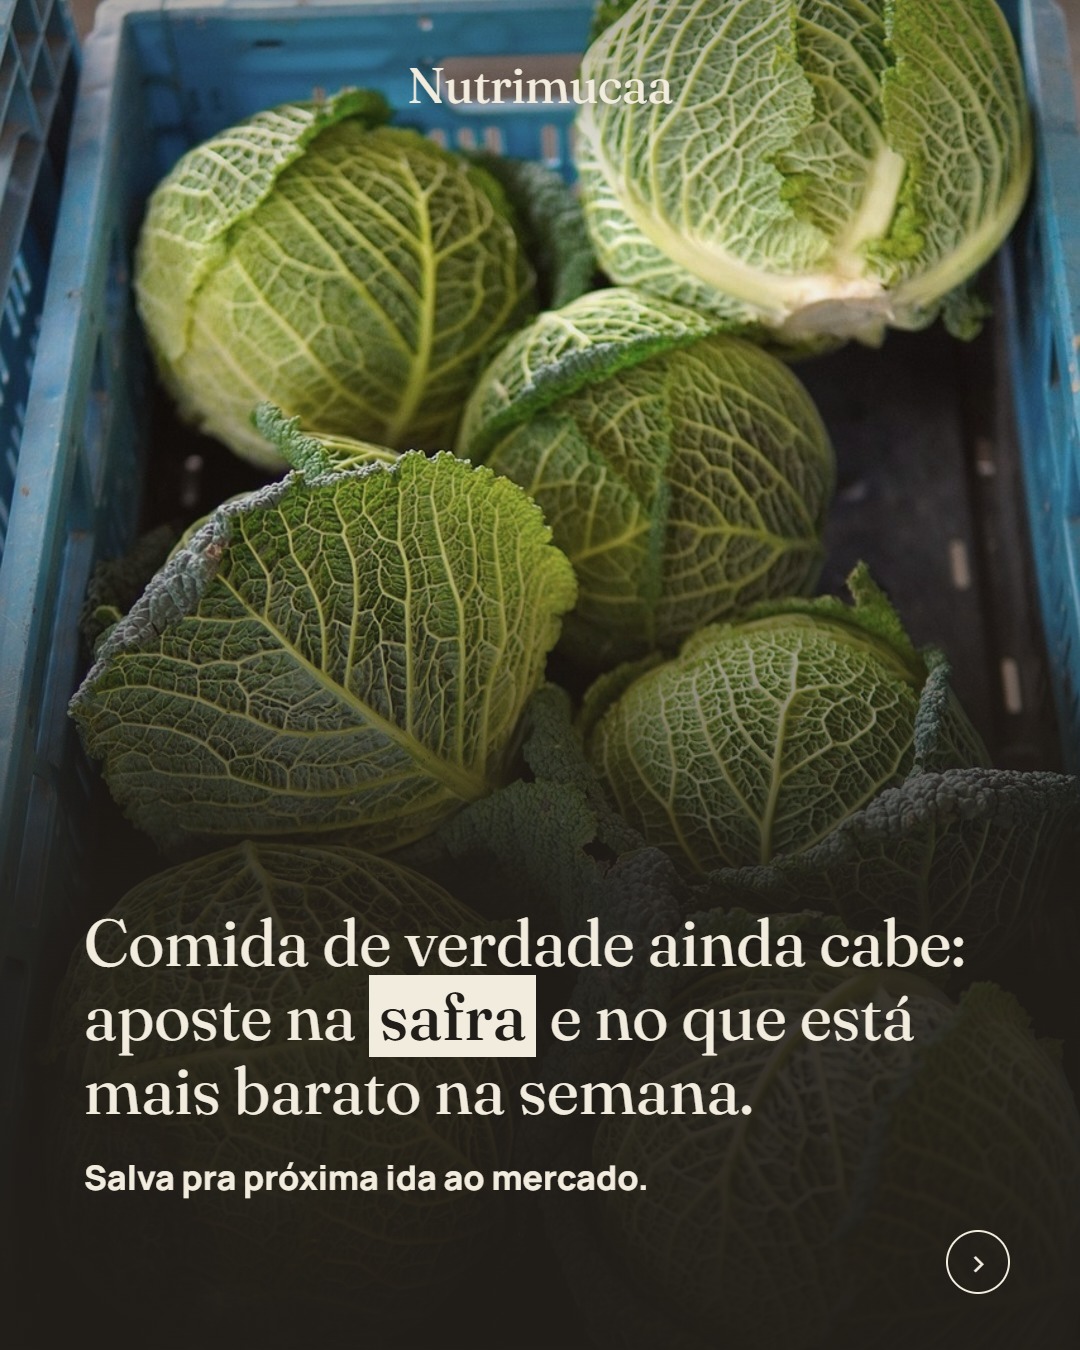 Nutrimucaa
Comida de verdade ainda cabe:
aposte na safra e no que está
mais barato na semana.
Salva pra próxima ida ao mercado.